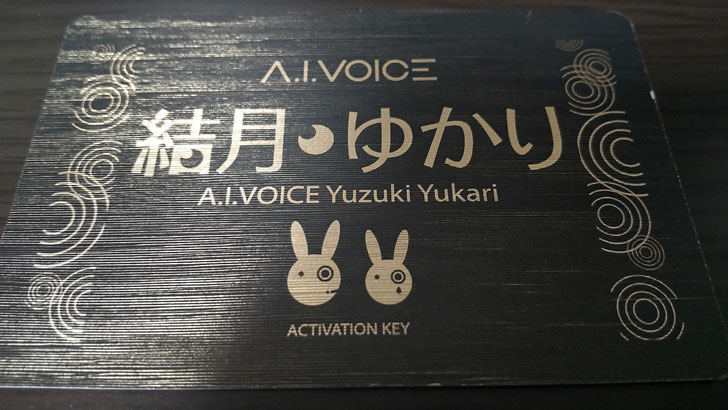 A.I.VOICE
結月ゆかり
A.I.VOICE Yuzuki Yukari
ACTIVATION KEY